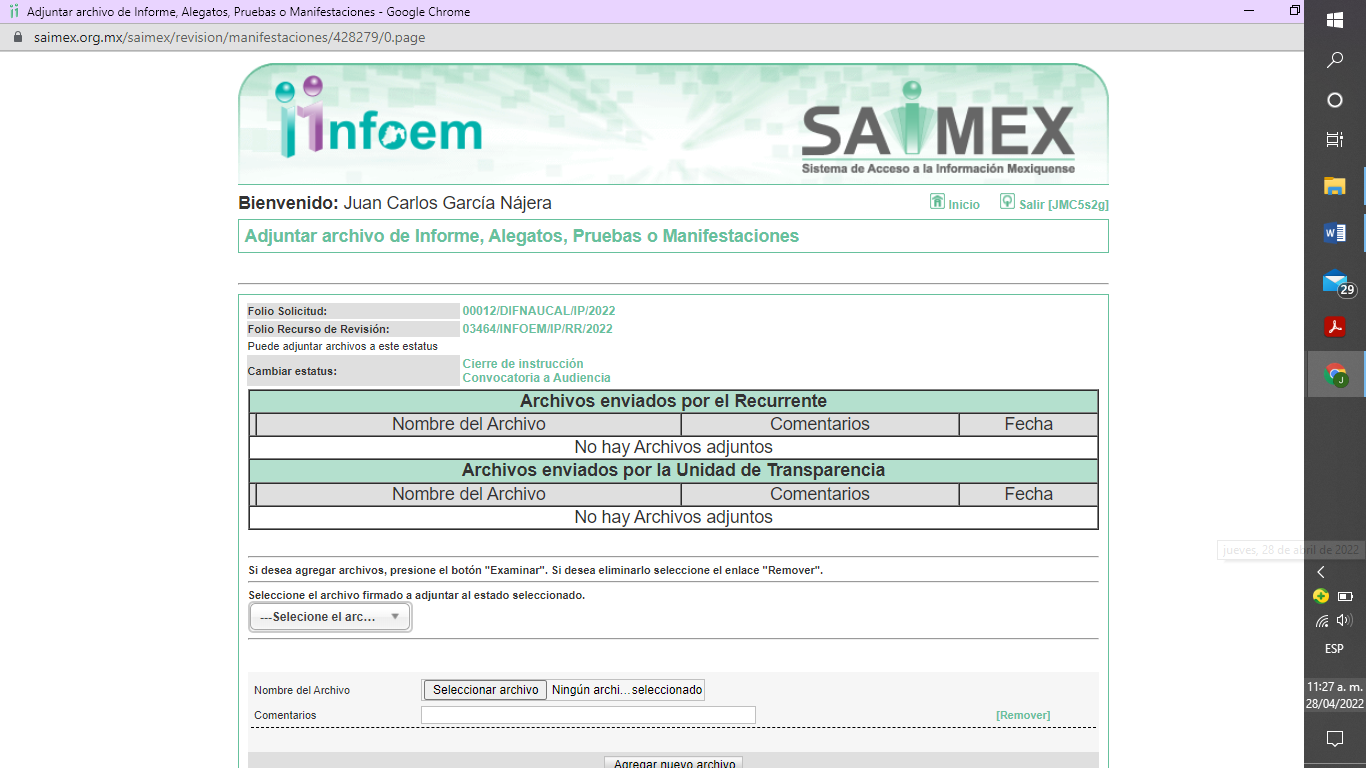 Adjuntar archivo de Informe, Alegatos, Pruebas o Manifestaciones - Google Chrome
saimex.org.mx/saimex/revision/manifestaciones/428279/0.page
infoem
SAIMEX
Sistema de Acceso a la Información Mexiquense
Bienvenido: Juan Carlos García Nájera
Inicio Salir [JMC5s2g]
Adjuntar archivo de Informe, Alegatos, Pruebas o Manifestaciones
Folio Solicitud: 00012/DIFNAUCAL/IP/2022
Folio Recurso de Revisión: 03464/INFOEM/IP/RR/2022
Puede adjuntar archivos a este estatus
Cambiar estatus: Cierre de instrucción
Convocatoria a Audiencia
Archivos enviados por el Recurrente
Nombre del Archivo Comentarios Fecha
No hay Archivos adjuntos
Archivos enviados por la Unidad de Transparencia
Nombre del Archivo Comentarios Fecha
No hay Archivos adjuntos
Si desea agregar archivos, presione el botón "Examinar". Si desea eliminarlo seleccione el enlace "Remover".
Seleccione el archivo firmado a adjuntar al estado seleccionado.
---Selecione el arc...
Nombre del Archivo Seleccionar archivo Ningún archi...seleccionado
Comentarios [Remover]
Agregar nuevo archivo
29
J
jueves, 28 de abril de 2022
ESP
11:27 a. m.
28/04/2022